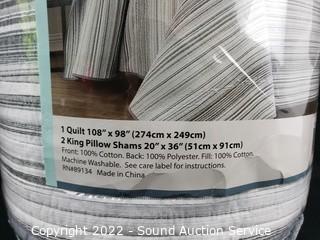 1 Quilt 108" x 98" (274cm x 249cm)
2 King Pillow Shams 20" x 36" (51cm x 91cm)
Front: 100% Cotton. Back: 100% Polyester. Fill: 100% Cotton.
Machine Washable. See care label for instructions.
RN#89134 Made in China
Copyright 2022 - Sound Auction Service